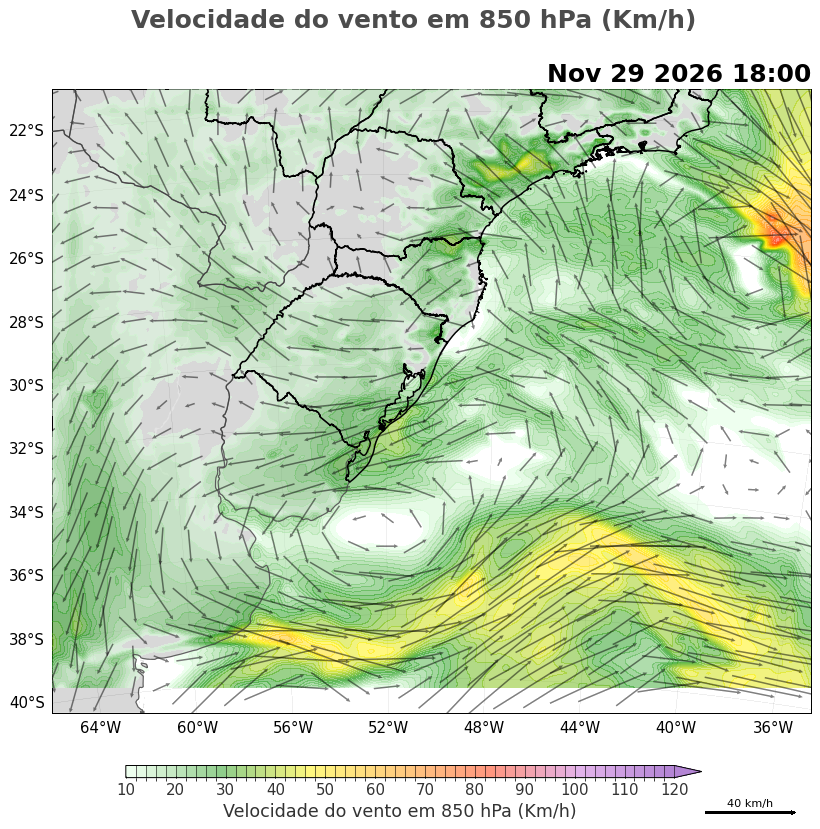 Velocidade do vento em 850 hPa (Km/h)
Nov 29 2026 18:00
22°S
24°S
26°S
28°S
30°S
32°S
34°S
36°S
38°S
40°S
64°W 60°W 56°W 52°W 48°W 44°W 40°W 36°W
10 20 30 40 50 60 70 80 90 100 110 120
Velocidade do vento em 850 hPa (Km/h)
40 km/h